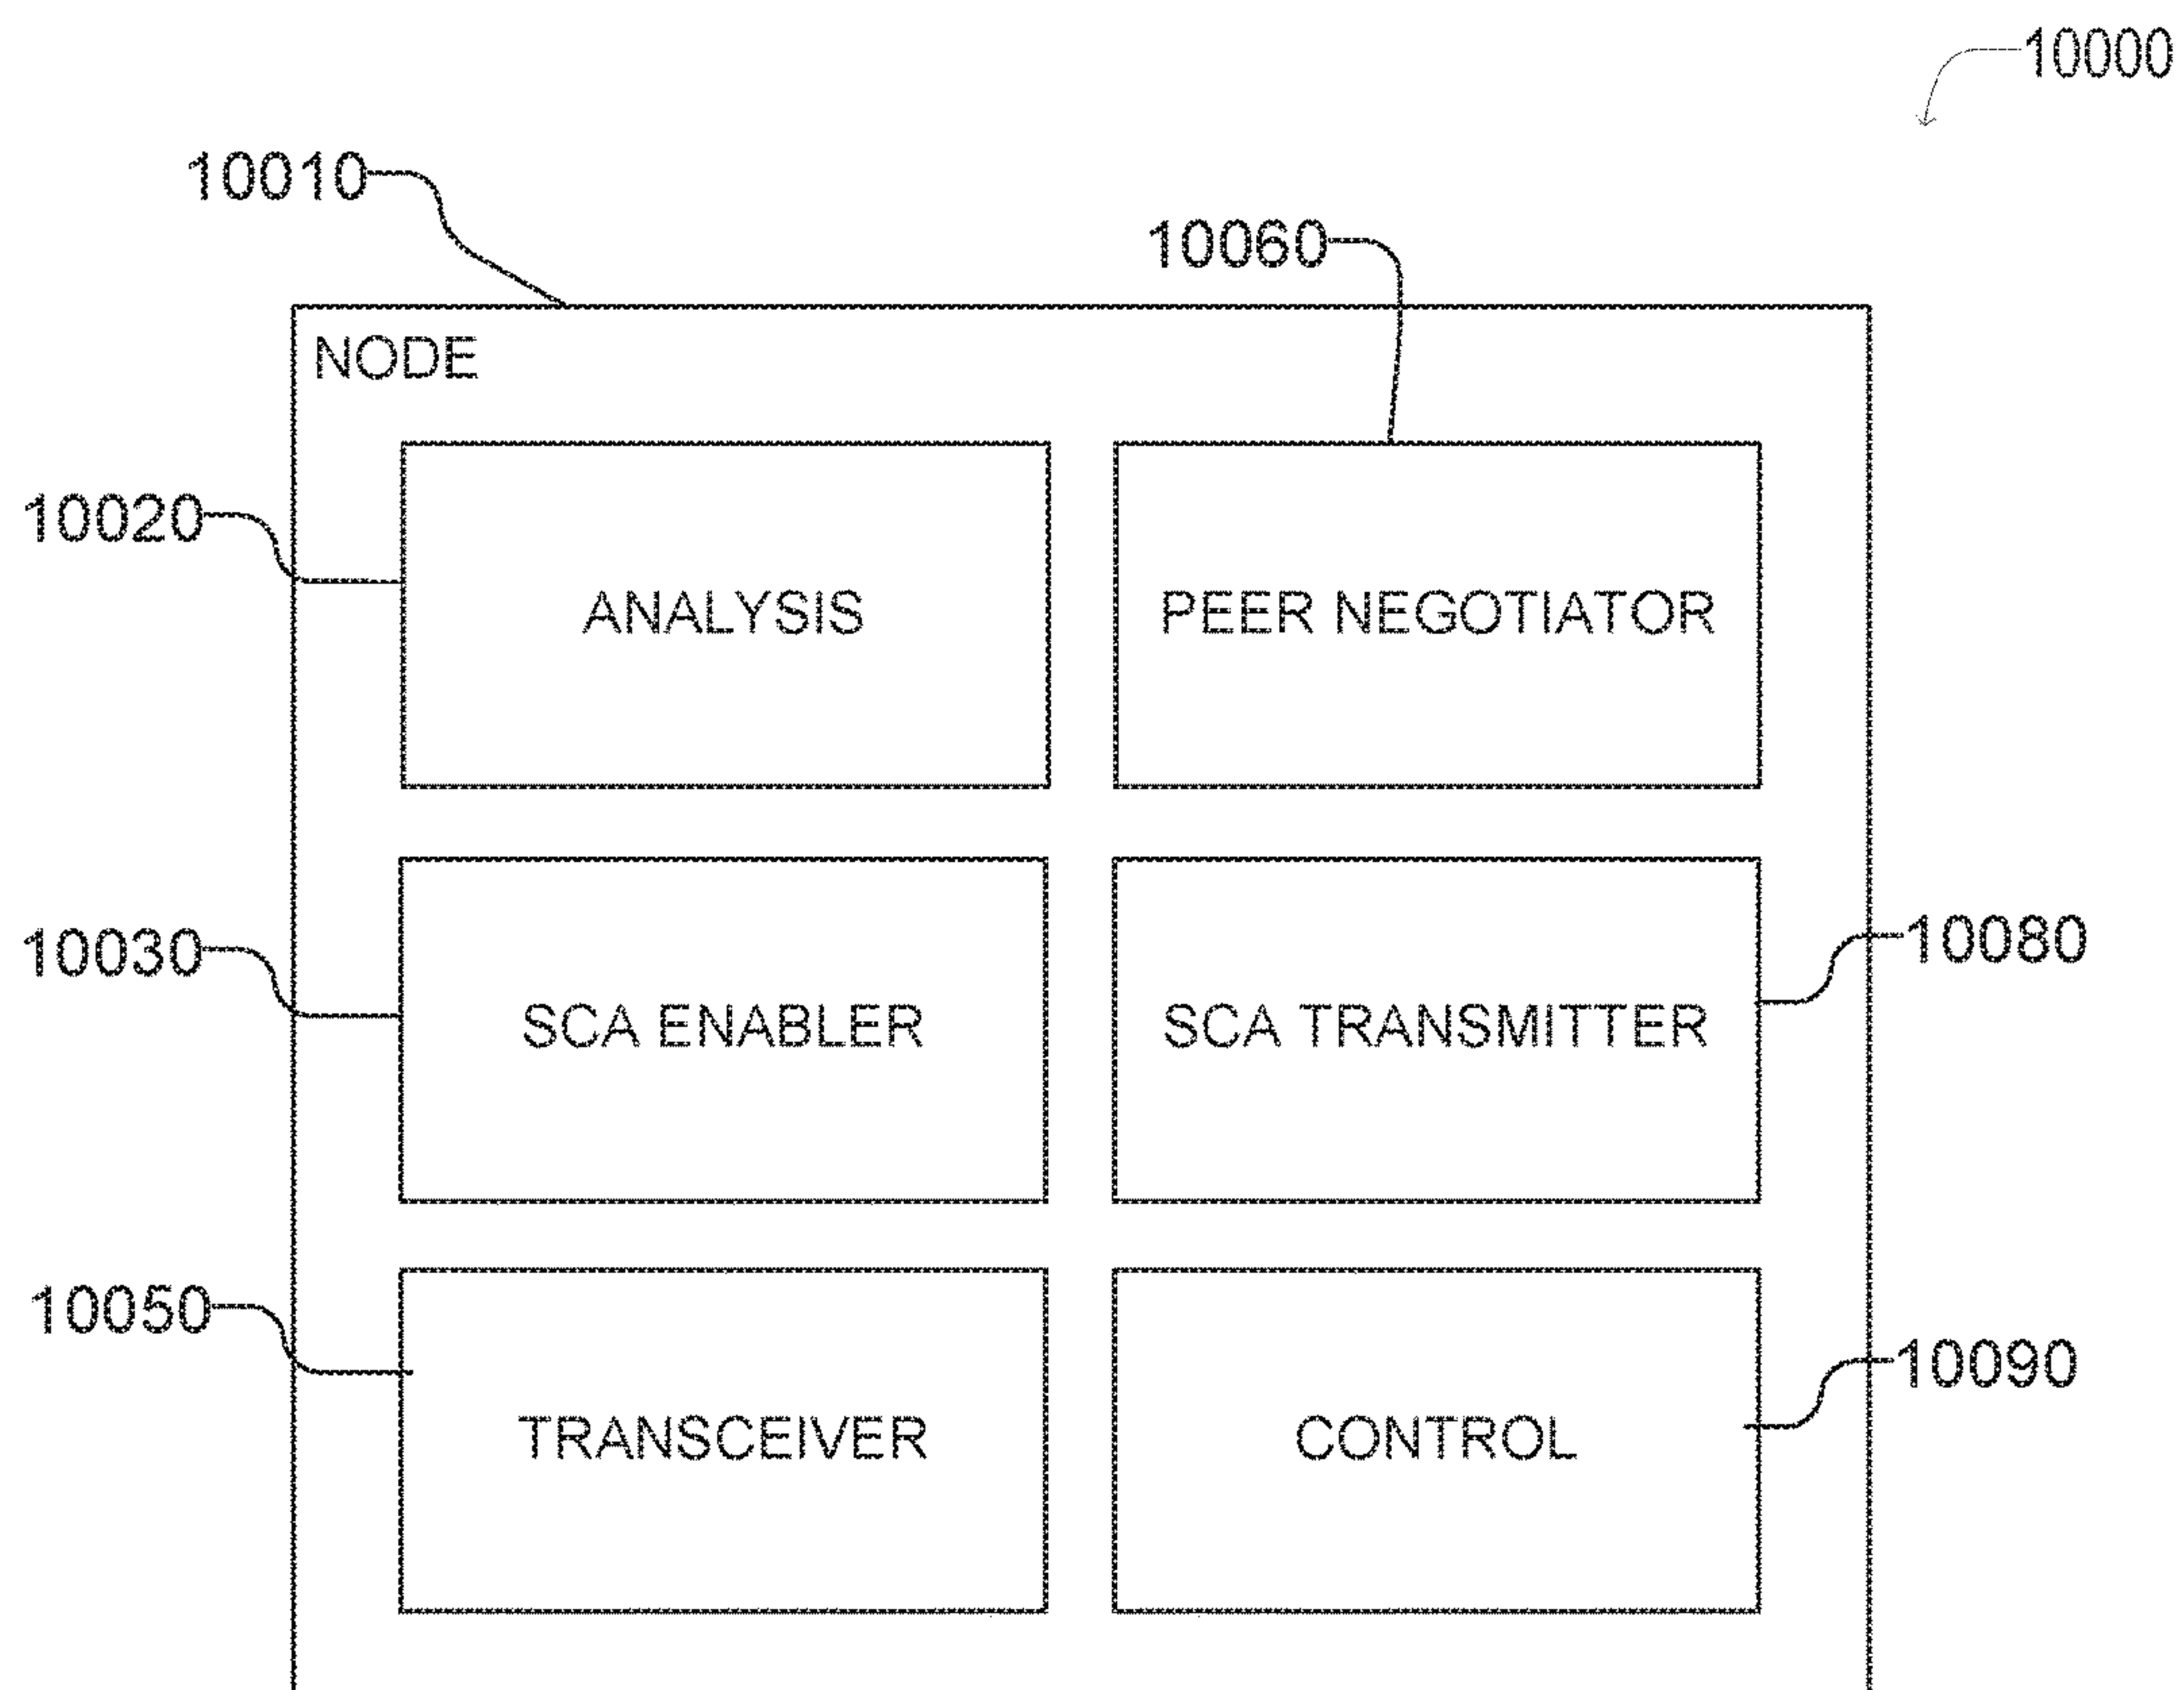 10000
10010
10060
NODE
10020
ANALYSIS
PEER NEGOTIATOR
10030
10080
SCA ENABLER
SCA TRANSMITTER
10050
10090
TRANSCEIVER
CONTROL